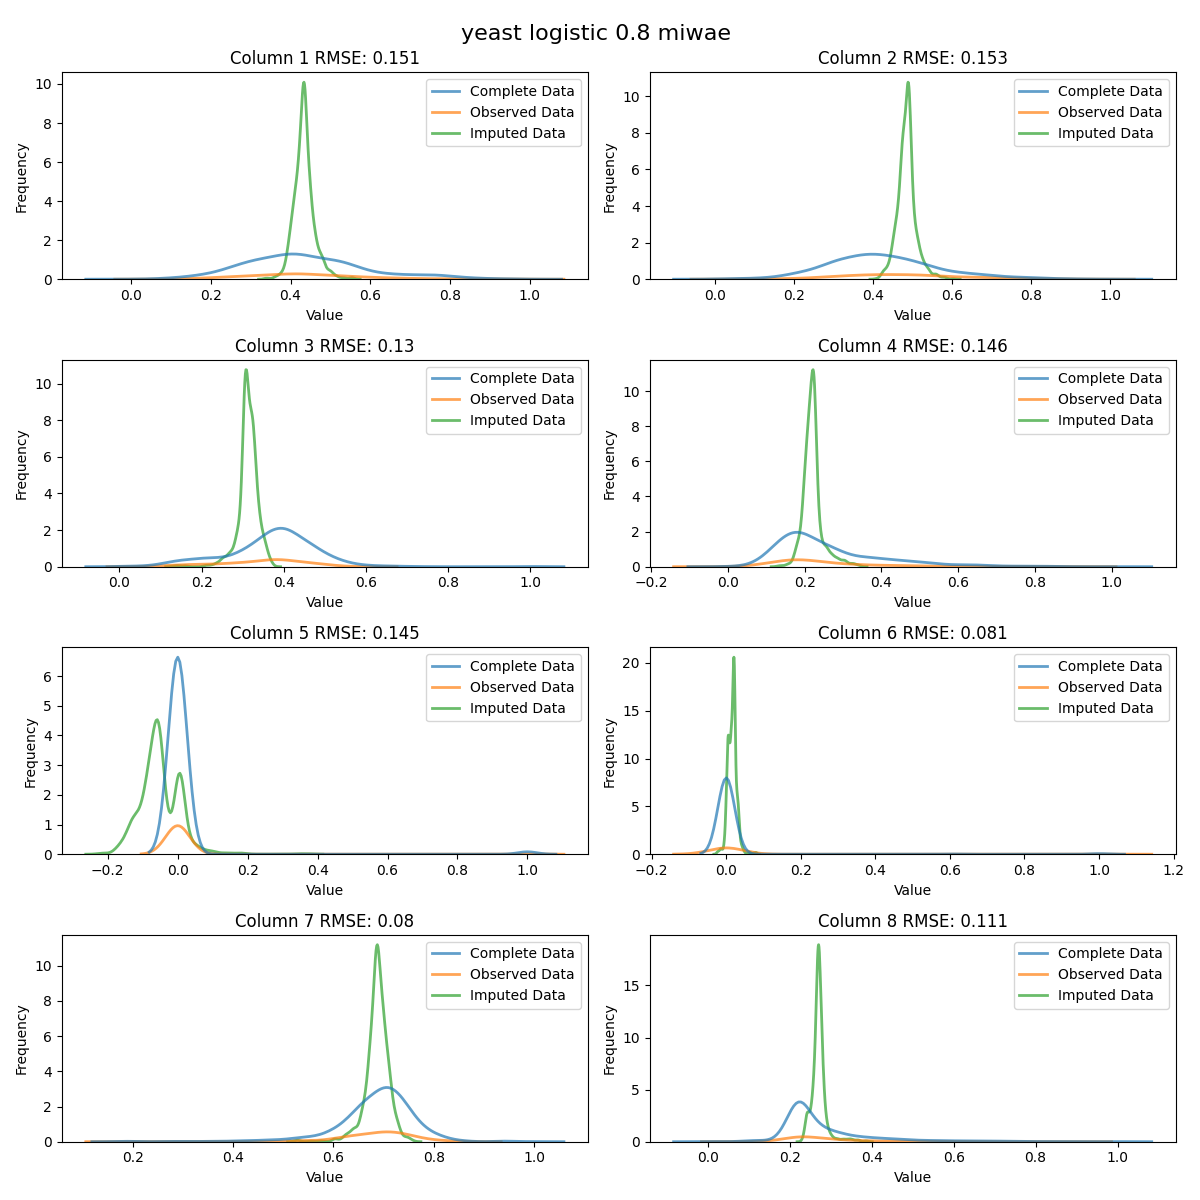 yeast logistic 0.8 miwae
Column 1 RMSE: 0.151
Frequency
10
8
6
4
2
0
0.0 0.2 0.4 0.6 0.8 1.0
Value
Complete Data
Observed Data
Imputed Data
Column 2 RMSE: 0.153
Frequency
10
8
6
4
2
0
0.0 0.2 0.4 0.6 0.8 1.0
Value
Complete Data
Observed Data
Imputed Data
Column 3 RMSE: 0.13
Frequency
10
8
6
4
2
0
0.0 0.2 0.4 0.6 0.8 1.0
Value
Complete Data
Observed Data
Imputed Data
Column 4 RMSE: 0.146
Frequency
10
8
6
4
2
0
−0.2 0.0 0.2 0.4 0.6 0.8 1.0
Value
Complete Data
Observed Data
Imputed Data
Column 5 RMSE: 0.145
Frequency
6
5
4
3
2
1
0
−0.2 0.0 0.2 0.4 0.6 0.8 1.0
Value
Complete Data
Observed Data
Imputed Data
Column 6 RMSE: 0.081
Frequency
20
15
10
5
0
−0.2 0.0 0.2 0.4 0.6 0.8 1.0 1.2
Value
Complete Data
Observed Data
Imputed Data
Column 7 RMSE: 0.08
Frequency
10
8
6
4
2
0
0.2 0.4 0.6 0.8 1.0
Value
Complete Data
Observed Data
Imputed Data
Column 8 RMSE: 0.111
Frequency
15
10
5
0
0.0 0.2 0.4 0.6 0.8 1.0
Value
Complete Data
Observed Data
Imputed Data